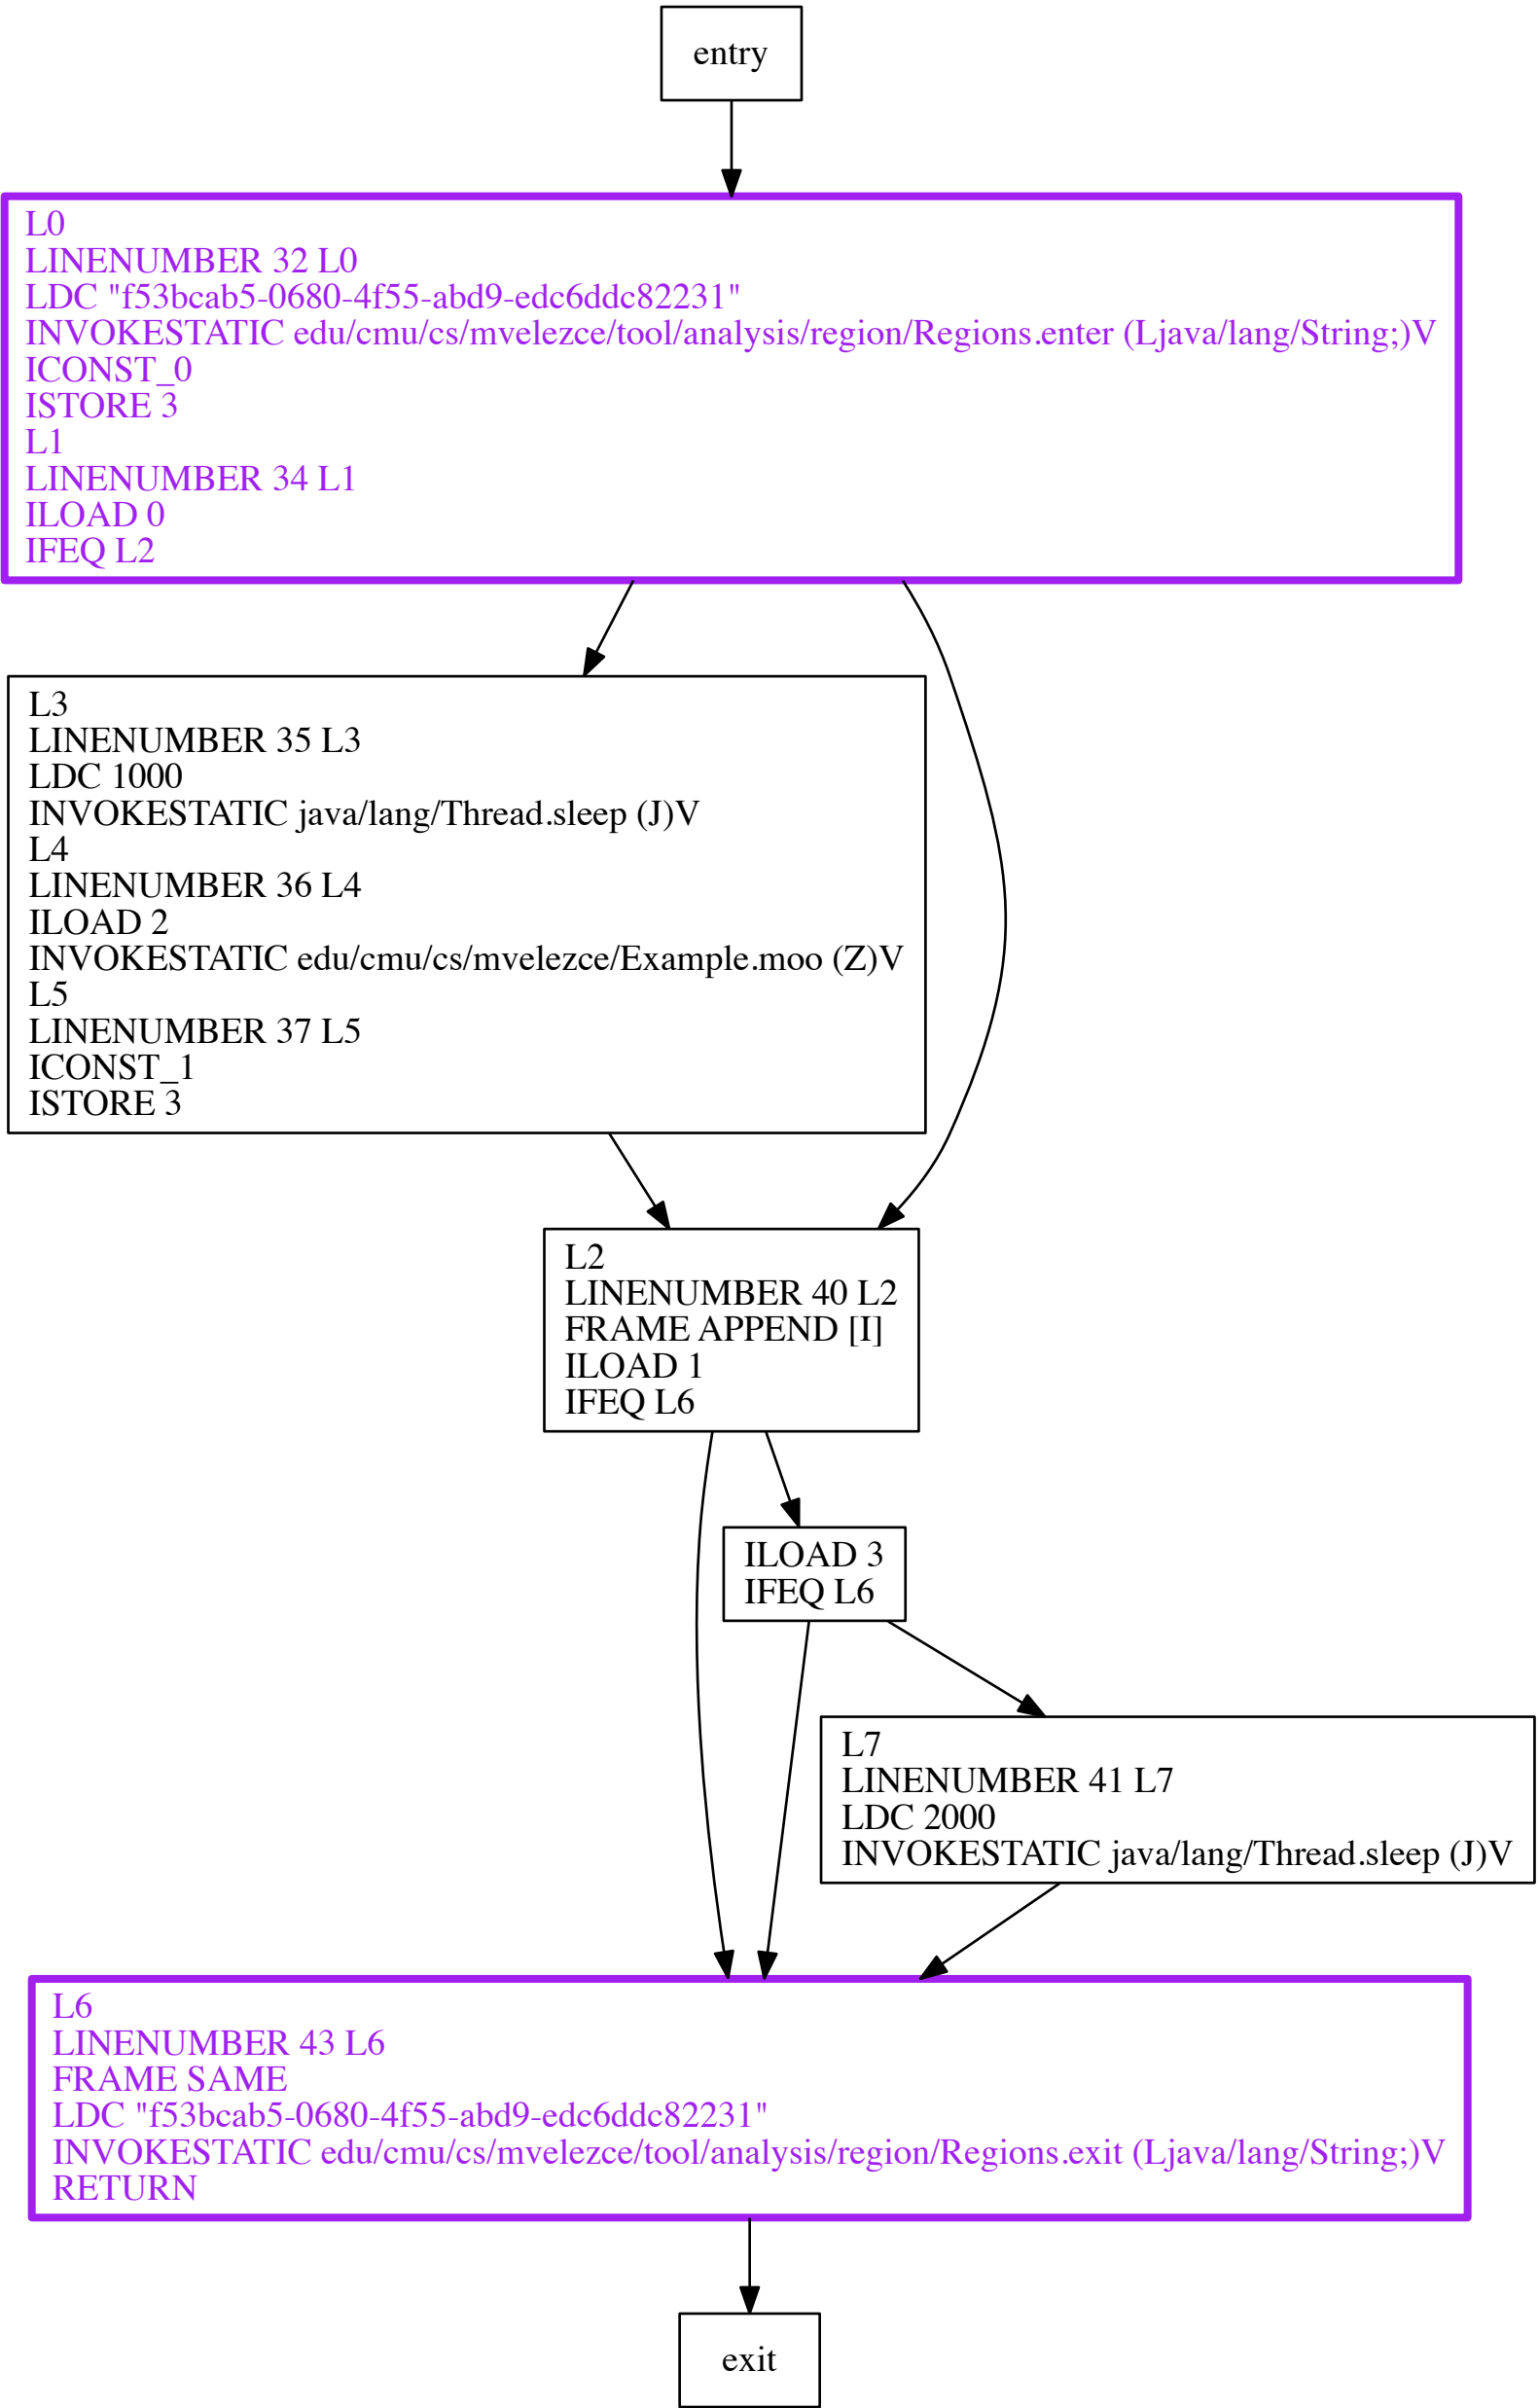 entry
L0
LINENUMBER 32 L0
LDC "f53bcab5-0680-4f55-abd9-edc6ddc82231"
INVOKESTATIC edu/cmu/cs/mvelezce/tool/analysis/region/Regions.enter (Ljava/lang/String;)V
ICONST_0
ISTORE 3
L1
LINENUMBER 34 L1
ILOAD 0
IFEQ L2
L3
LINENUMBER 35 L3
LDC 1000
INVOKESTATIC java/lang/Thread.sleep (J)V
L4
LINENUMBER 36 L4
ILOAD 2
INVOKESTATIC edu/cmu/cs/mvelezce/Example.moo (Z)V
L5
LINENUMBER 37 L5
ICONST_1
ISTORE 3
L2
LINENUMBER 40 L2
FRAME APPEND [I]
ILOAD 1
IFEQ L6
ILOAD 3
IFEQ L6
L7
LINENUMBER 41 L7
LDC 2000
INVOKESTATIC java/lang/Thread.sleep (J)V
L6
LINENUMBER 43 L6
FRAME SAME
LDC "f53bcab5-0680-4f55-abd9-edc6ddc82231"
INVOKESTATIC edu/cmu/cs/mvelezce/tool/analysis/region/Regions.exit (Ljava/lang/String;)V
RETURN
exit